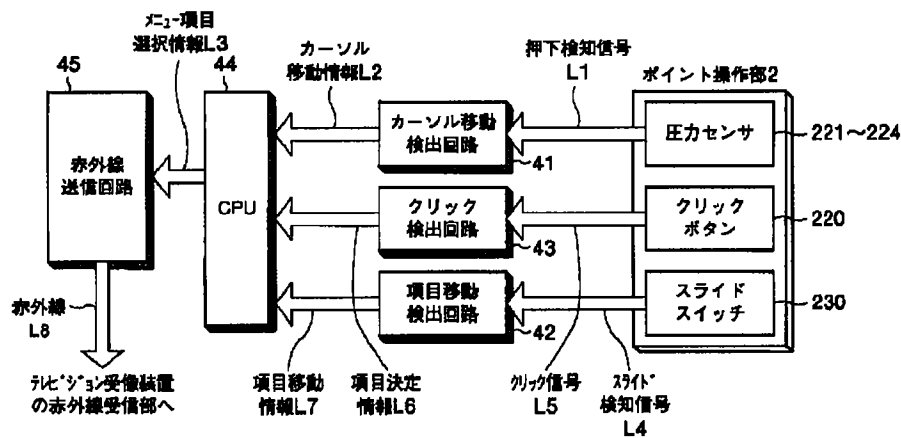 メニュー項目
選択情報L3
45
44
カーソル
移動情報L2
押下検知信号
L1
ポイント操作部2
赤外線
送信回路
CPU
カーソル移動
検出回路
41
圧力センサ
221～224
クリック
検出回路
43
クリック
ボタン
220
項目移動
検出回路
42
スライド
スイッチ
230
赤外線
L8
テレビジョン受像装置
の赤外線受信部へ
項目移動
情報L7
項目決定
情報L6
クリック信号
L5
スライド
検知信号
L4